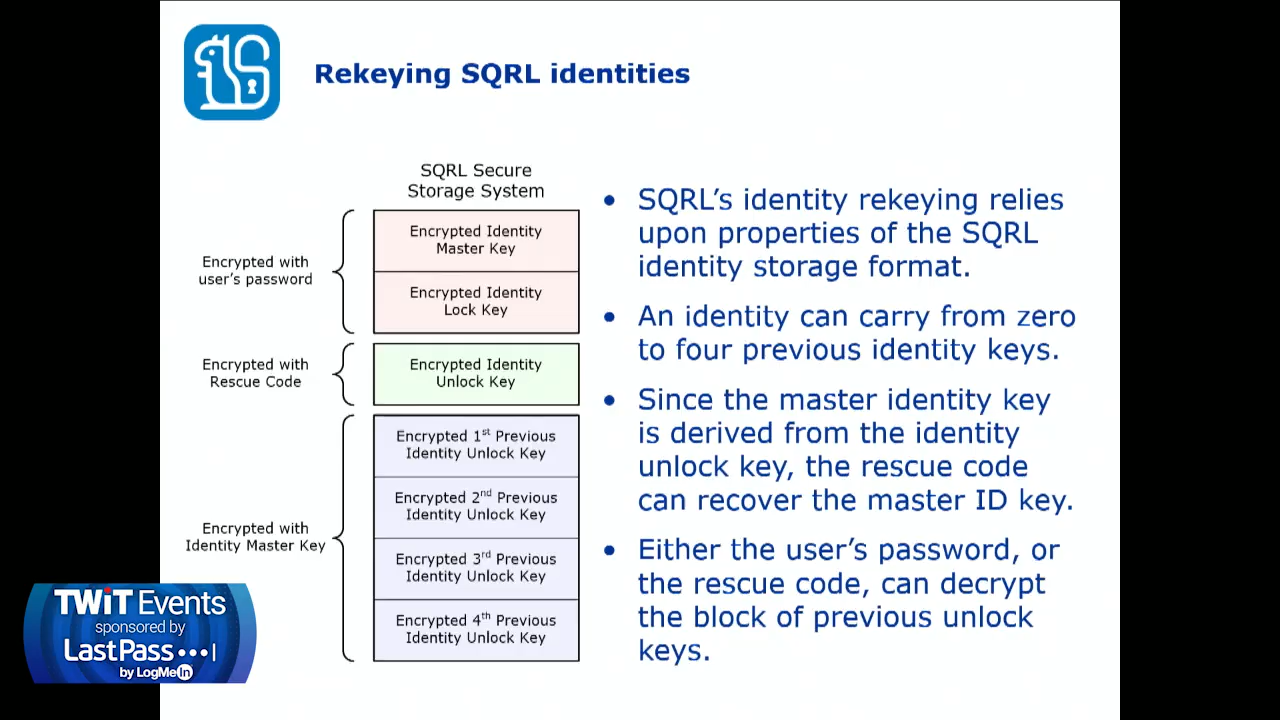 Rekeying SQRL identities
SQRL Secure
Storage System
Encrypted with
user's password
Encrypted Identity
Master Key
Encrypted Identity
Lock Key
Encrypted with
Rescue Code
Encrypted Identity
Unlock Key
Encrypted with
Identity Master Key
Encrypted 1st Previous
Identity Unlock Key
Encrypted 2nd Previous
Identity Unlock Key
Encrypted 3rd Previous
Identity Unlock Key
Encrypted 4th Previous
Identity Unlock Key
• SQRL's identity rekeying relies
upon properties of the SQRL
identity storage format.
• An identity can carry from zero
to four previous identity keys.
• Since the master identity key
is derived from the identity
unlock key, the rescue code
can recover the master ID key.
• Either the user's password, or
the rescue code, can decrypt
the block of previous unlock
keys.
TWiT Events
sponsored by
LastPass•••|
by LogMeIn